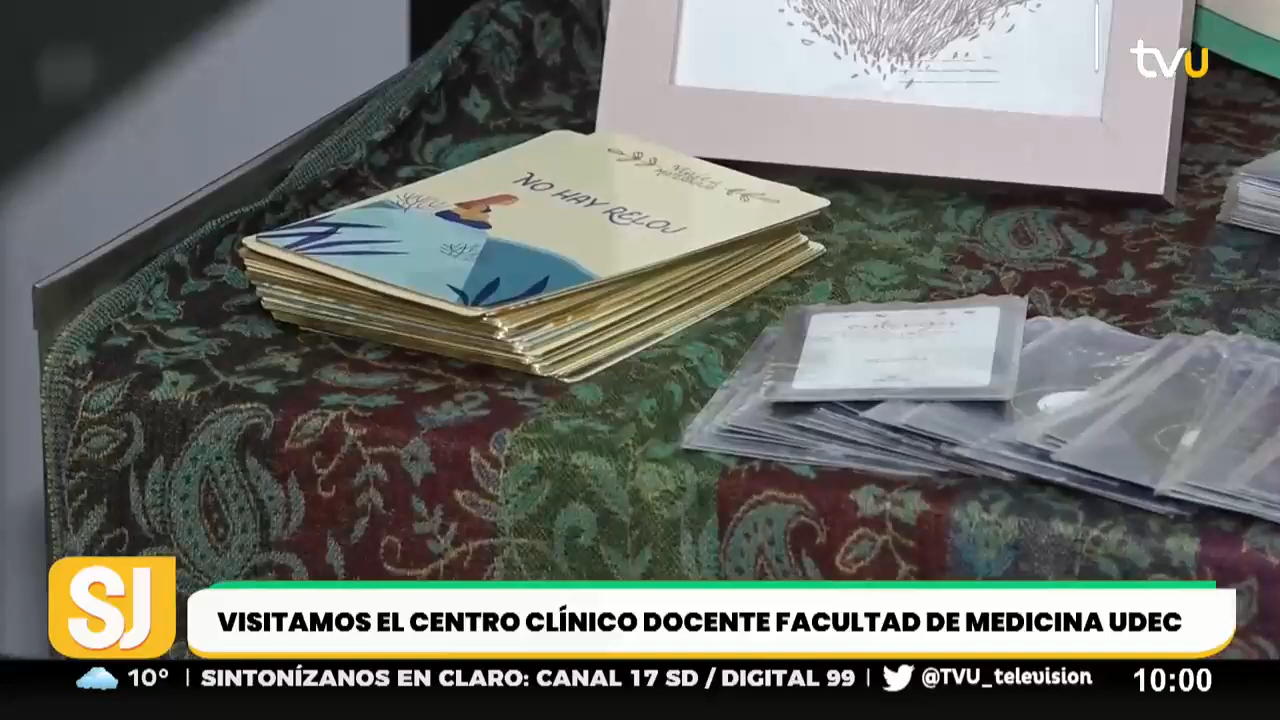 tvu
NO HAY RELOJ
SJ
VISITAMOS EL CENTRO CLÍNICO DOCENTE FACULTAD DE MEDICINA UDEC
10° | SINTONÍZANOS EN CLARO: CANAL 17 SD / DIGITAL 99 | @TVU_television 10:00